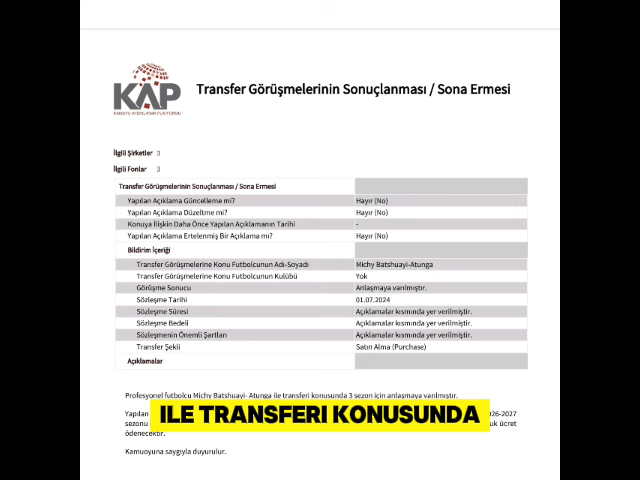 KAP
KAMUYU AYDINLATMA PLATFORMU
Transfer Görüşmelerinin Sonuçlanması / Sona Ermesi
İlgili Şirketler []
İlgili Fonlar []
Transfer Görüşmelerinin Sonuçlanması / Sona Ermesi
Yapılan Açıklama Güncelleme mi? Hayır (No)
Yapılan Açıklama Düzeltme mi? Hayır (No)
Konuya İlişkin Daha Önce Yapılan Açıklamanın Tarihi -
Yapılan Açıklama Ertelenmiş Bir Açıklama mı? Hayır (No)
Bildirim İçeriği
Transfer Görüşmelerine Konu Futbolcunun Adı-Soyadı Michy Batshuayi-Atunga
Transfer Görüşmelerine Konu Futbolcunun Kulübü Yok
Görüşme Sonucu Anlaşmaya varılmıştır.
Sözleşme Tarihi 01.07.2024
Sözleşme Süresi Açıklamalar kısmında yer verilmiştir.
Sözleşme Bedeli Açıklamalar kısmında yer verilmiştir.
Sözleşmenin Önemli Şartları Açıklamalar kısmında yer verilmiştir.
Transfer Şekli Satın Alma (Purchase)
Açıklamalar
Profesyonel futbolcu Michy Batshuayi- Atunga ile transferi konusunda 3 sezon için anlaşmaya varılmıştır.
Yapılan
ILE TRANSFERI KONUSUNDA
26-2027
sezonu
uk ücret
ödenecektir.
Kamuoyuna saygıyla duyurulur.